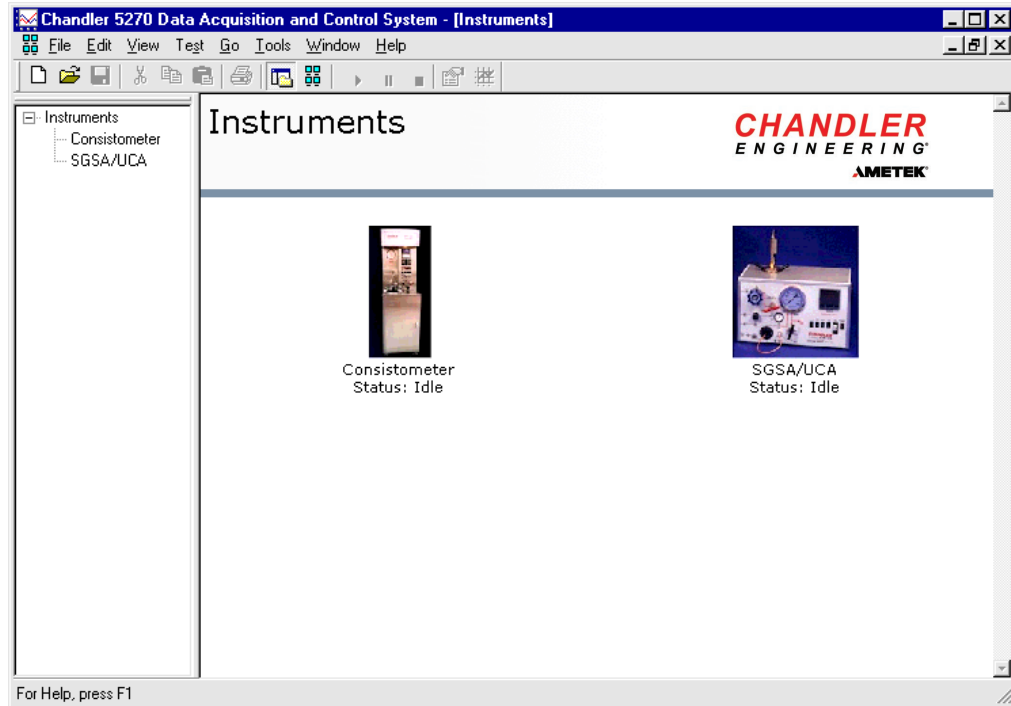 Chandler 5270 Data Acquisition and Control System - [Instruments]
File Edit View Test Go Tools Window Help
Instruments
Consistometer
SGSA/UCA
Instruments
CHANDLER
ENGINEERING
AMETEK
Consistometer
Status: Idle
SGSA/UCA
Status: Idle
For Help, press F1